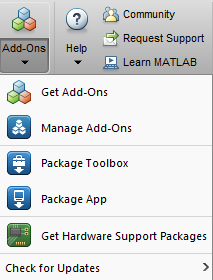 Add-Ons
Help
Community
Request Support
Learn MATLAB
Get Add-Ons
Manage Add-Ons
Package Toolbox
Package App
Get Hardware Support Packages
Check for Updates